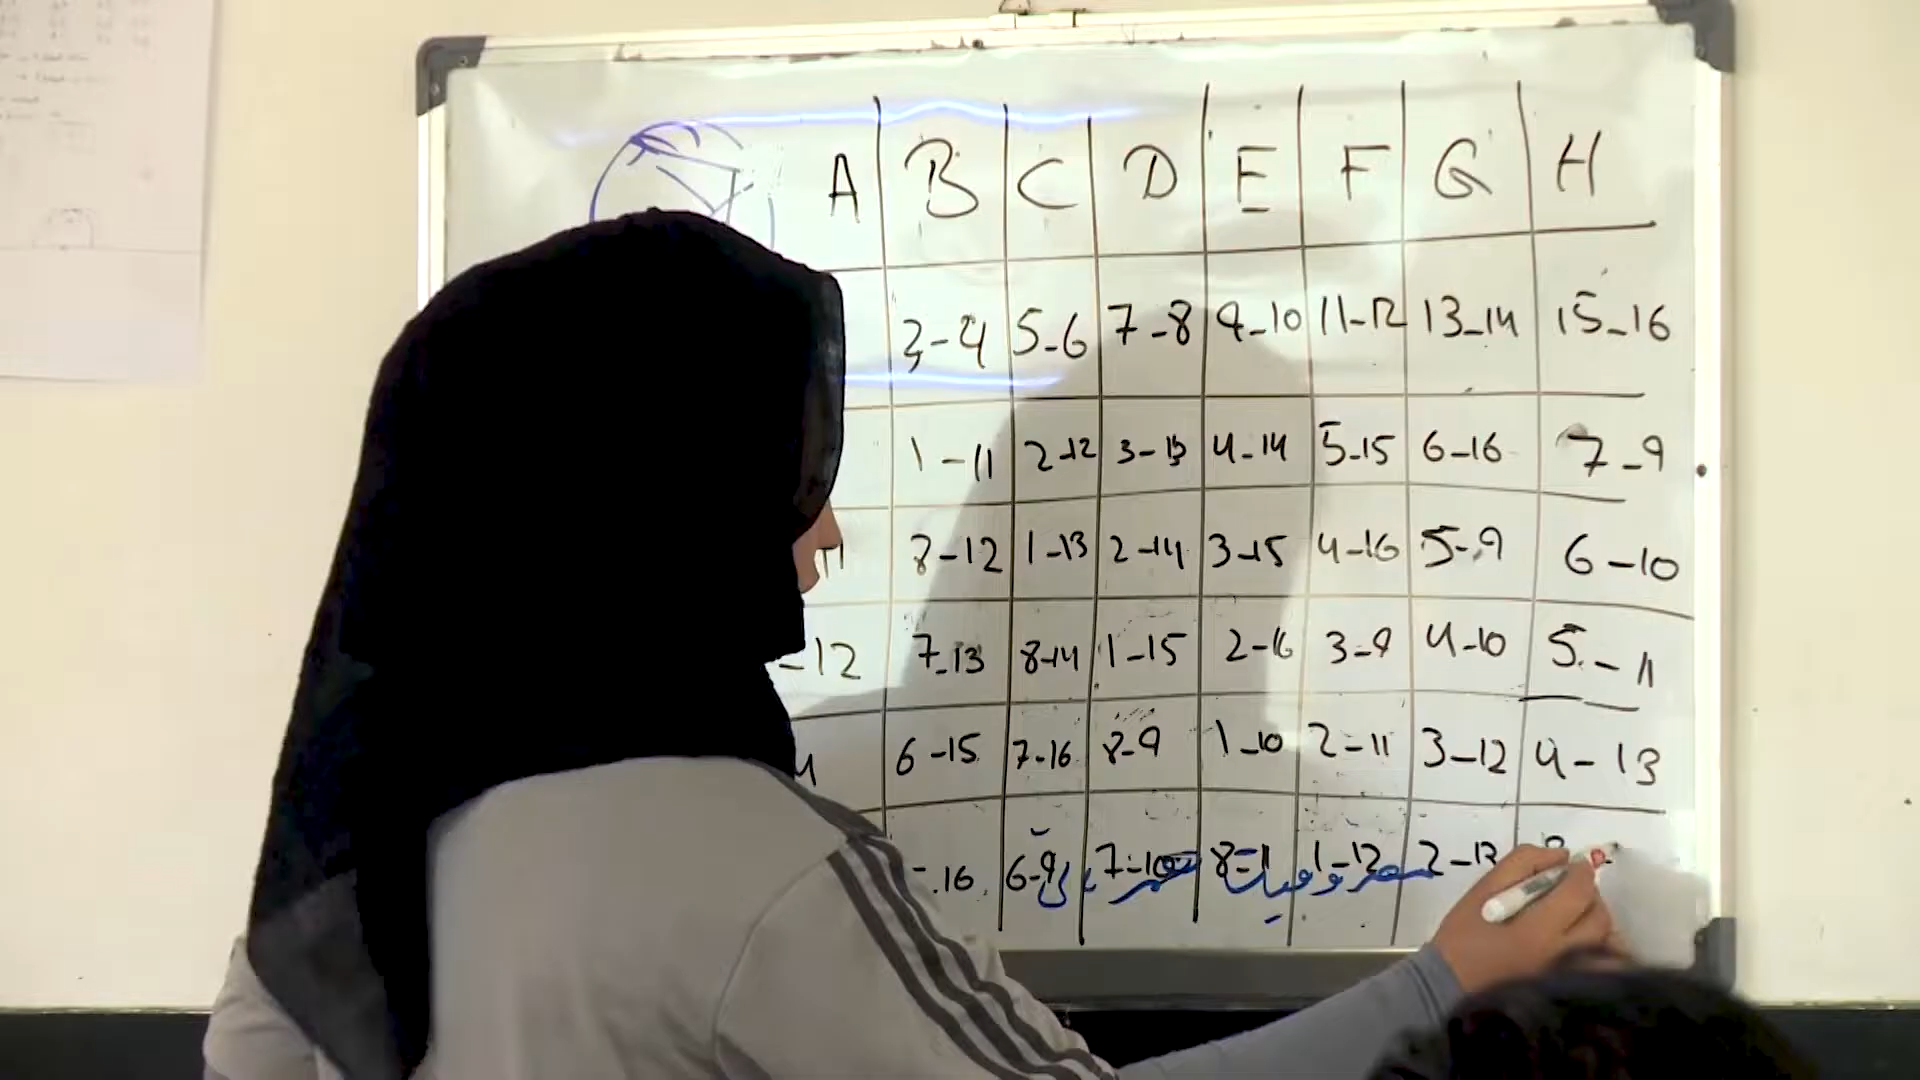 A B C D E F G H
3-4 5-6 7-8 9-10 11-12 13-14 15-16
1-11 2-12 3-13 4-14 5-15 6-16 7-9
11 8-12 1-13 2-14 3-15 4-16 5-9 6-10
-12 7-13 8-14 1-15 2-16 3-9 4-10 5-11
4 6-15 7-16 8-9 1-10 2-11 3-12 4-13
-16 6-9 7-10 8-11 1-12 2-13